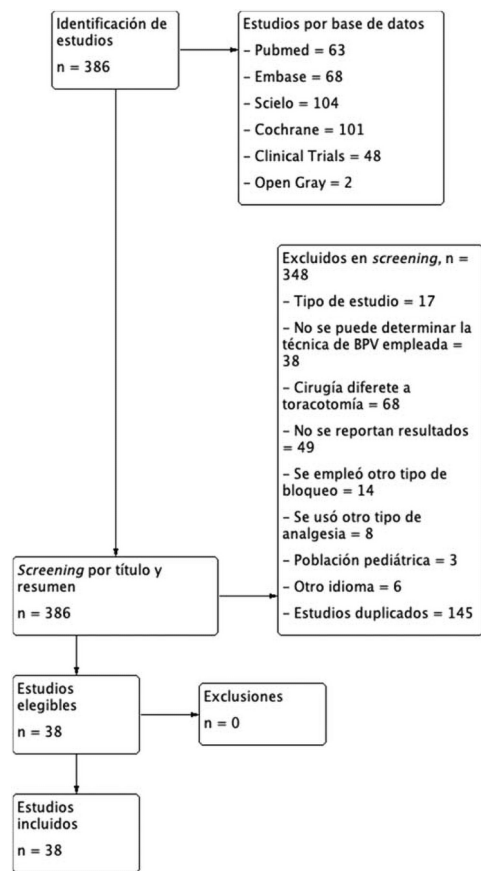 Identificación de
estudios
n = 386
Estudios por base de datos
– Pubmed = 63
– Embase = 68
– Scielo = 104
– Cochrane = 101
– Clinical Trials = 48
– Open Gray = 2
Excluidos en screening, n =
348
– Tipo de estudio = 17
– No se puede determinar la
técnica de BPV empleada =
38
Cirugía diferete a
toracotomía = 68
– No se reportan resultados
= 49
– Se empleó otro tipo de
bloqueo = 14
– Se usó otro tipo de
analgesia = 8
– Población pediátrica = 3
– Otro idioma = 6
– Estudios duplicados = 145
Screening por título y
resumen
n = 386
Estudios
elegibles
n = 38
Exclusiones
n = 0
Estudios
incluidos
n = 38